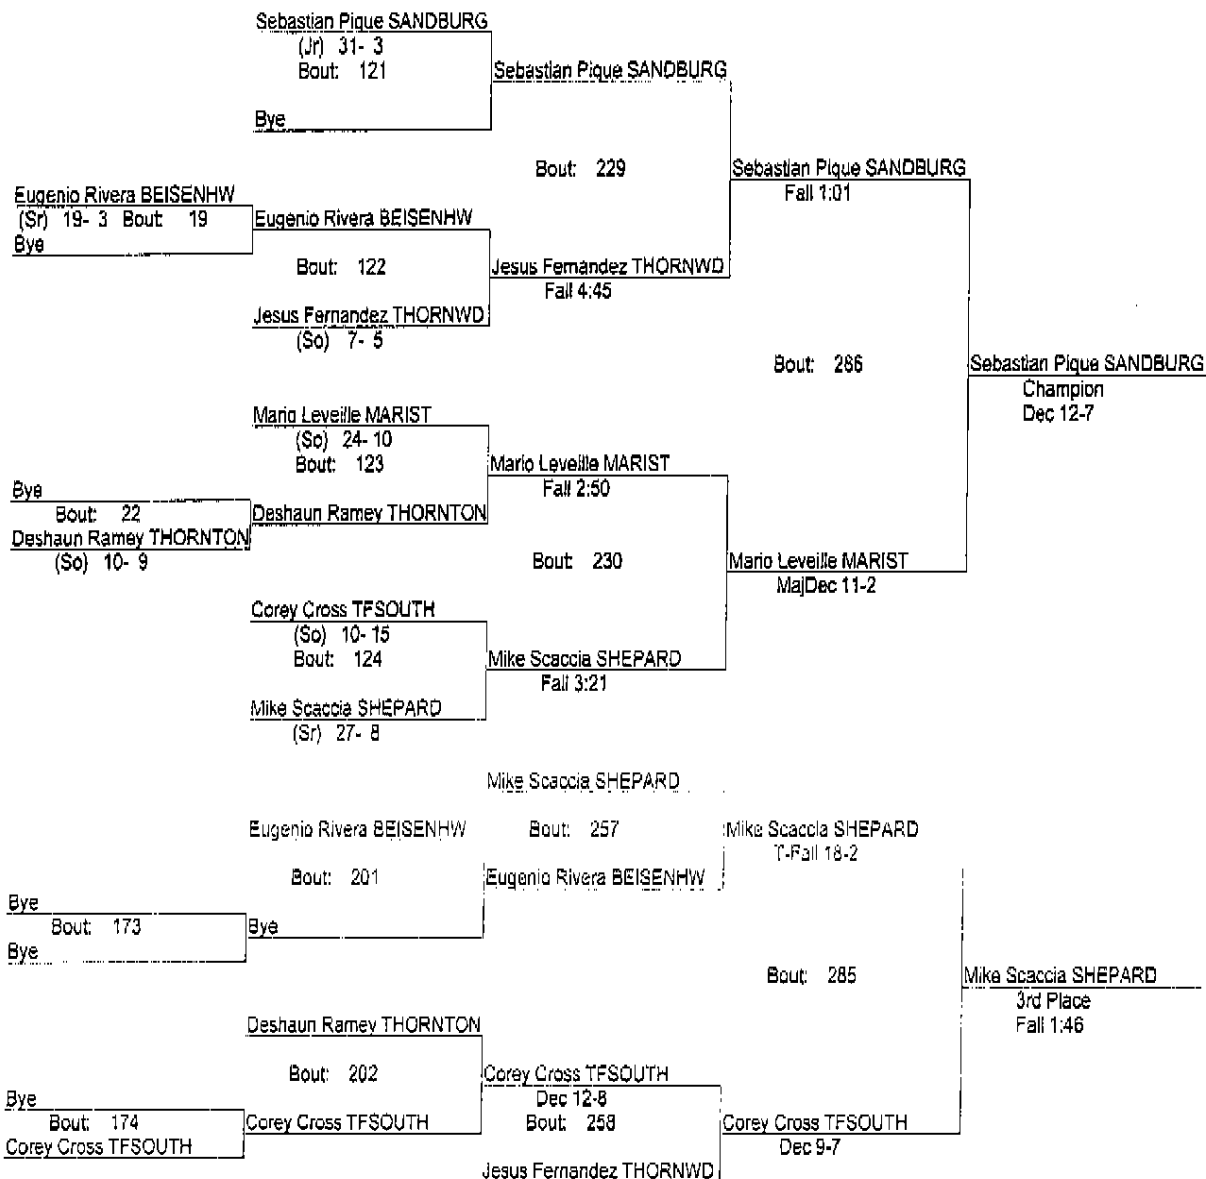 Sebastian Pique SANDBURG
(Jr) 31- 3
Bout: 121
Sebastian Pique SANDBURG
Bye
Bout: 229
Sebastian Pique SANDBURG
Fall 1:01
Eugenio Rivera BEISENHW
(Sr) 19- 3 Bout: 19
Bye
Eugenio Rivera BEISENHW
Bout: 122
Jesus Fernandez THORNWD
Fall 4:45
Jesus Fernandez THORNWD
(So) 7- 5
Bout: 286
Sebastian Pique SANDBURG
Champion
Dec 12-7
Mario Leveille MARIST
(So) 24- 10
Bout: 123
Mario Leveille MARIST
Fall 2:50
Bye
Bout: 22
Deshaun Ramey THORNTON
(So) 10- 9
Deshaun Ramey THORNTON
Bout: 230
Mario Leveille MARIST
MajDec 11-2
Corey Cross TFSOUTH
(So) 10- 15
Bout: 124
Mike Scaccia SHEPARD
Fall 3:21
Mike Scaccia SHEPARD
(Sr) 27- 8
Mike Scaccia SHEPARD
Eugenio Rivera BEISENHW
Bout: 257
Mike Scaccia SHEPARD
T-Fall 18-2
Bout: 201
Eugenio Rivera BEISENHW
Bye
Bout: 173
Bye
Bye
Bout: 285
Mike Scaccia SHEPARD
3rd Place
Fall 1:46
Deshaun Ramey THORNTON
Bout: 202
Corey Cross TFSOUTH
Dec 12-8
Bye
Bout: 174
Corey Cross TFSOUTH
Corey Cross TFSOUTH
Bout: 258
Corey Cross TFSOUTH
Dec 9-7
Jesus Fernandez THORNWD